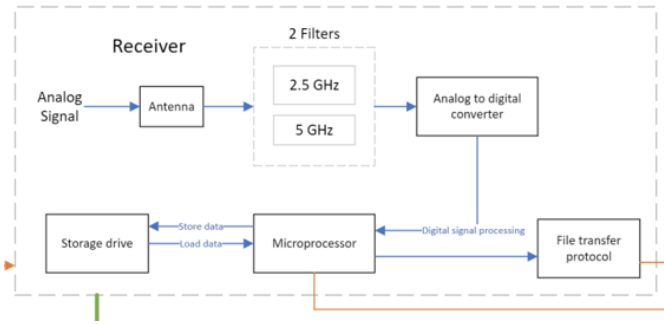 2 Filters
Receiver
2.5 GHz
Analog
Signal
Antenna
Analog to digital
converter
5 GHz
Store data
Digital signal processing
Storage drive
Load data
Microprocessor
File transfer
protocol